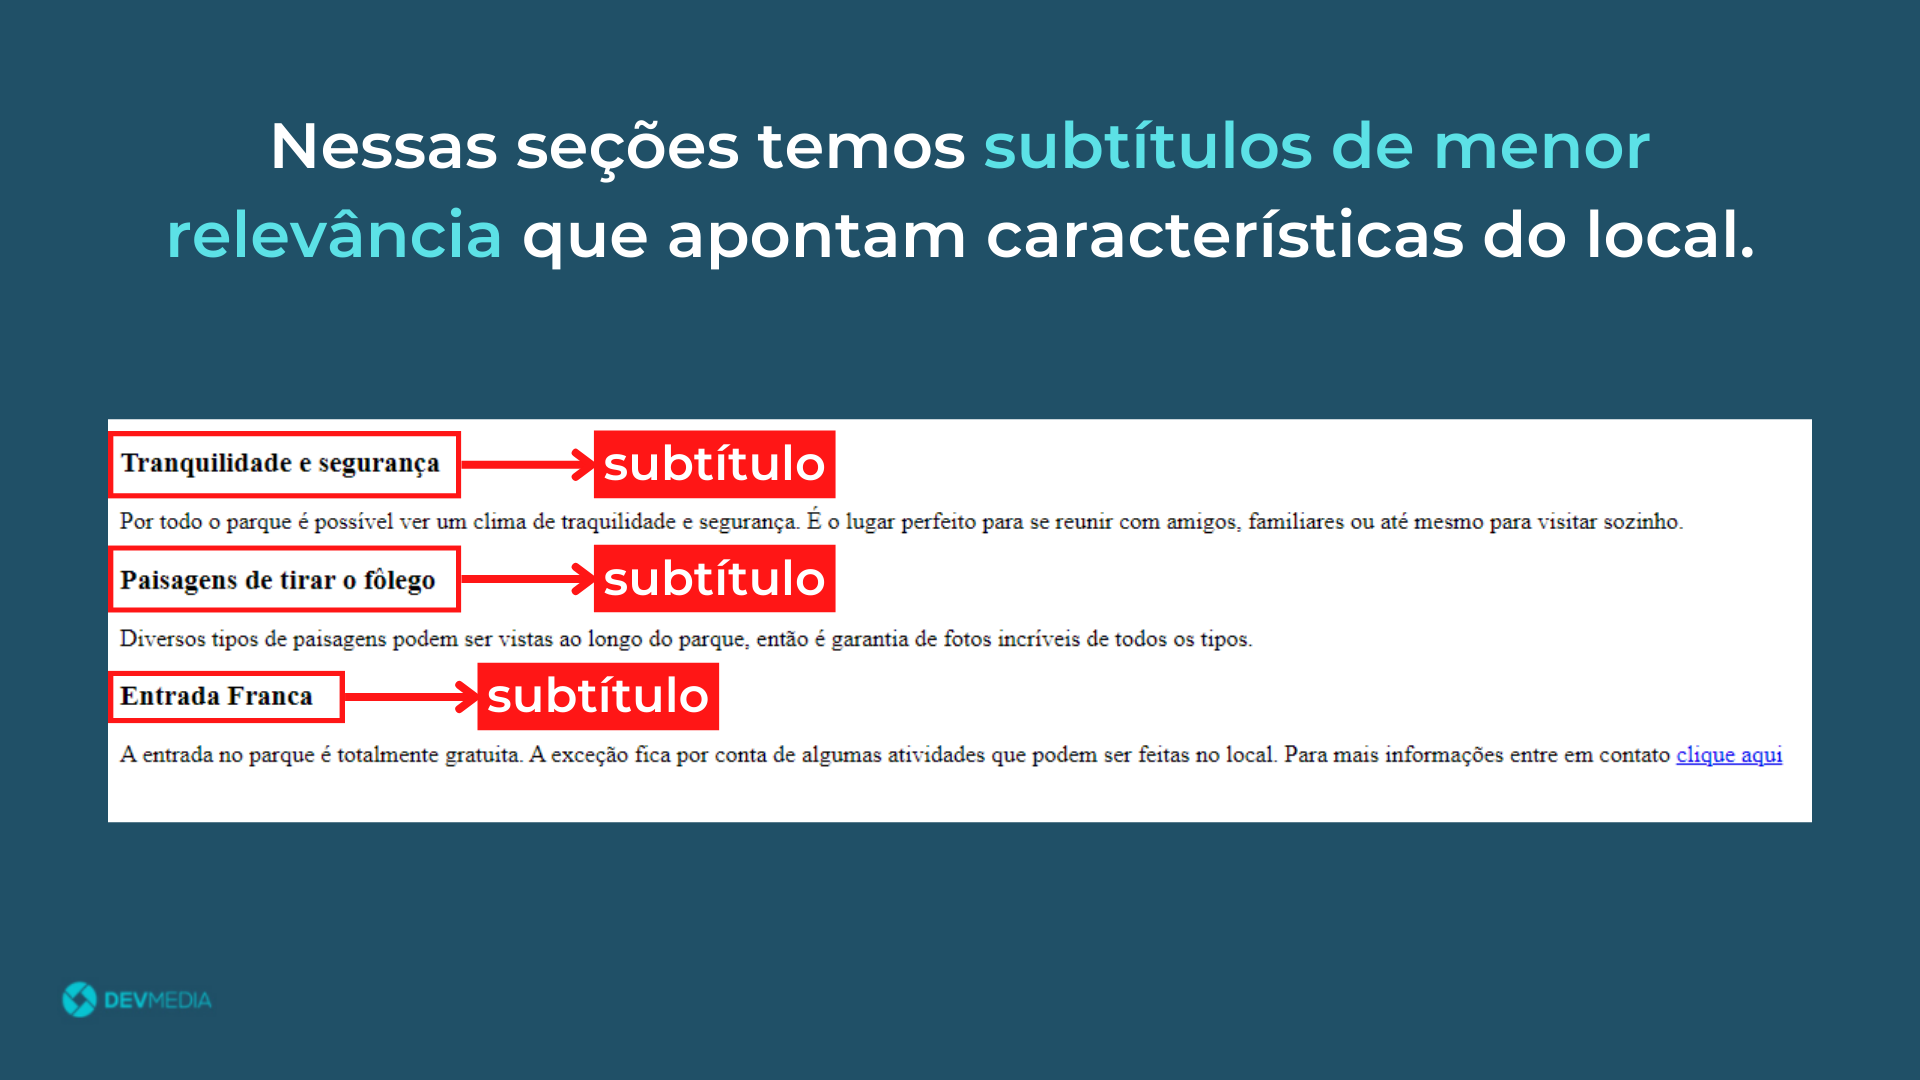 Nessas seções temos subtítulos de menor
relevância que apontam características do local.
Tranquilidade e segurança
subtítulo
Por todo o parque é possível ver um clima de traquilidade e segurança. É o lugar perfeito para se reunir com amigos, familiares ou até mesmo para visitar sozinho.
Paisagens de tirar o fôlego
subtítulo
Diversos tipos de paisagens podem ser vistas ao longo do parque, então é garantia de fotos incríveis de todos os tipos.
Entrada Franca
subtítulo
A entrada no parque é totalmente gratuita. A exceção fica por conta de algumas atividades que podem ser feitas no local. Para mais informações entre em contato clique aqui
DEVMEDIA